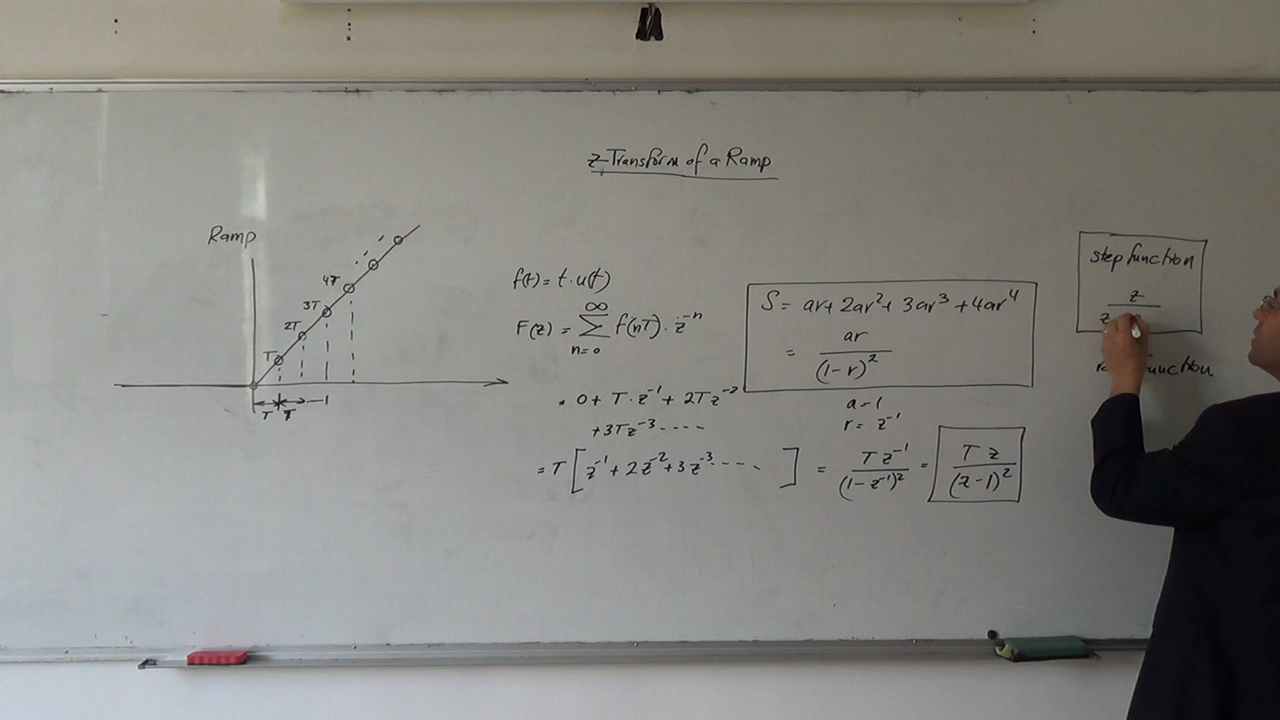 z-Transform of a Ramp
Ramp
4T
3T
2T
T
T T
f(t) = t.u(t)
F(z) = ∞∑n=0 f(nT) . z^-n
= 0 + T.z^-1 + 2Tz^-2
+3Tz^-3 ----
= T [ z^-1 + 2z^-2 + 3z^-3 ---- ] = Tz^-1/(1-z^-1)^2 = Tz/(z-1)^2
S = ar + 2ar^2 + 3ar^3 + 4ar^4
= ar/(1-r)^2
a=1
r = z^-1
step function
z
z
function